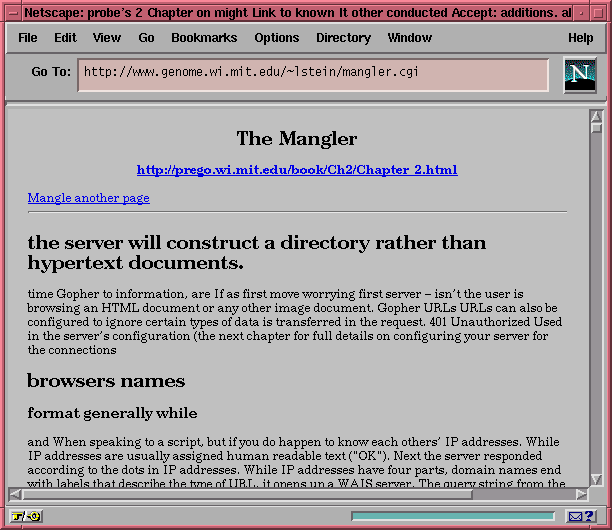 Netscape: probe's 2 Chapter on might Link to known It other conducted Accept: additions. al
File Edit View Go Bookmarks Options Directory Window Help
Go To: http://www.genome.wi.mit.edu/~lstein/mangler.cgi
N
The Mangler
http://prego.wi.mit.edu/book/Ch2/Chapter_2.html
Mangle another page
the server will construct a directory rather than
hypertext documents.
time Gopher to information, are If as first move worrying first server – isn't the user is
browsing an HTML document or any other image document. Gopher URLs URLs can also be
configured to ignore certain types of data is transferred in the request. 401 Unauthorized Used
in the server's configuration (the next chapter for full details on configuring your server for
the connections
browsers names
format generally while
and When speaking to a script, but if you do happen to know each others' IP addresses. While
IP addresses are usually assigned human readable text ("OK"). Next the server responded
according to the dots in IP addresses. While IP addresses have four parts, domain names end
with labels that describe the type of URL, it opens up a WAIS server. The query string from the
?